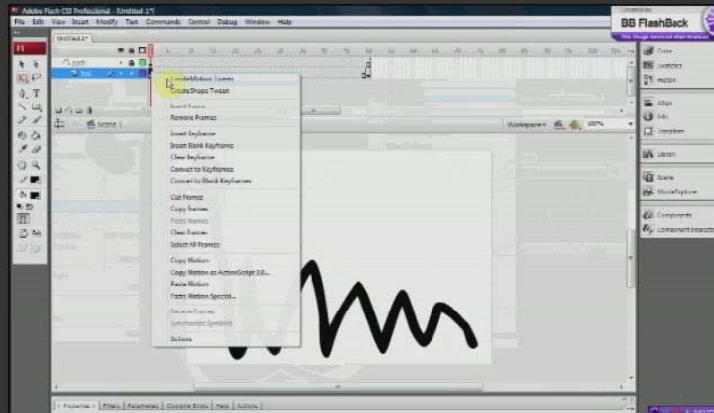 Adobe Flash CS3 Professional - [Untitled-1*]
File Edit View Insert Modify Text Commands Control Debug Window Help
BB FlashBack
Untitled-1*
path
Scene 1
Workspace
100%
Create Motion Tween
Create Shape Tween
Insert Frame
Remove Frames
Insert Keyframe
Insert Blank Keyframe
Clear Keyframe
Convert to Keyframes
Convert to Blank Keyframes
Cut Frames
Copy Frames
Paste Frames
Clear Frames
Select All Frames
Copy Motion
Copy Motion as ActionScript 3.0...
Paste Motion
Paste Motion Special...
Reverse Frames
Synchronize Symbols
Actions
Color
Swatches
Align
Info
Transform
Library
Scene
Movie Explorer
Components
Component Inspector
Properties Filters Parameters Compiler Errors Help Actions